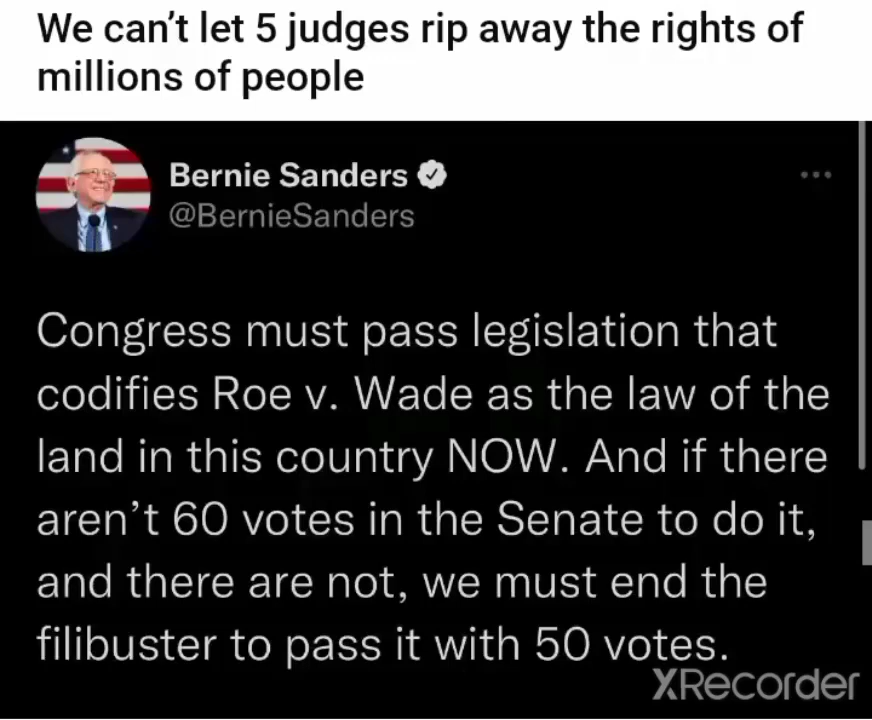 We can’t let 5 judges rip away the rights of
millions of people
Bernie Sanders
@BernieSanders
Congress must pass legislation that
codifies Roe v. Wade as the law of the
land in this country NOW. And if there
aren’t 60 votes in the Senate to do it,
and there are not, we must end the
filibuster to pass it with 50 votes.
XRecorder